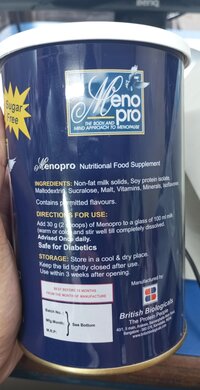 Meno
pro
THE BODY AND
MIND APPROACH TO MENOPAUSE
Sugar
Free
Menopro Nutritional Food Supplement
INGREDIENTS: Non-fat milk solids, Soy protein isolate,
Maltodextrin, Sucralose, Malt, Vitamins, Minerals, Isoflavones
Contains permitted flavours.
DIRECTIONS FOR USE:
Add 30 g (2 scoops) of Menopro to a glass of 100 ml milk
(warm or cold) and stir well till completely dissolved.
Advised Once daily.
Safe for Diabetics
STORAGE: Store in a cool & dry place.
Keep the lid tightly closed after use.
Use within 3 weeks after opening.
BEST BEFORE 18 MONTHS
FROM THE MONTH OF MANUFACTURE
Batch No.
Mfg Month
M.R.P.
See Bottom
Manufactured by
British Biologicals
The Protein People